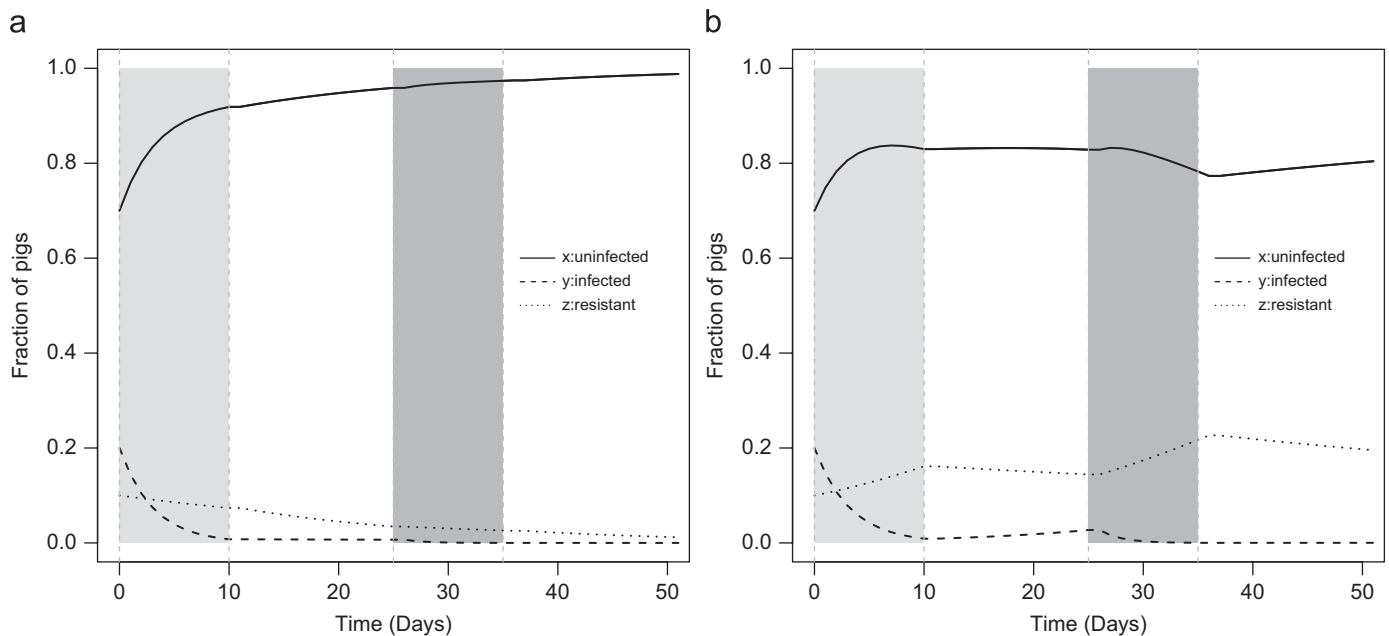 a
1.0
0.8
0.6
0.4
0.2
0.0
Fraction of pigs
x:uninfected
y:infected
z:resistant
0 10 20 30 40 50
Time (Days)
b
1.0
0.8
0.6
0.4
0.2
0.0
Fraction of pigs
x:uninfected
y:infected
z:resistant
0 10 20 30 40 50
Time (Days)